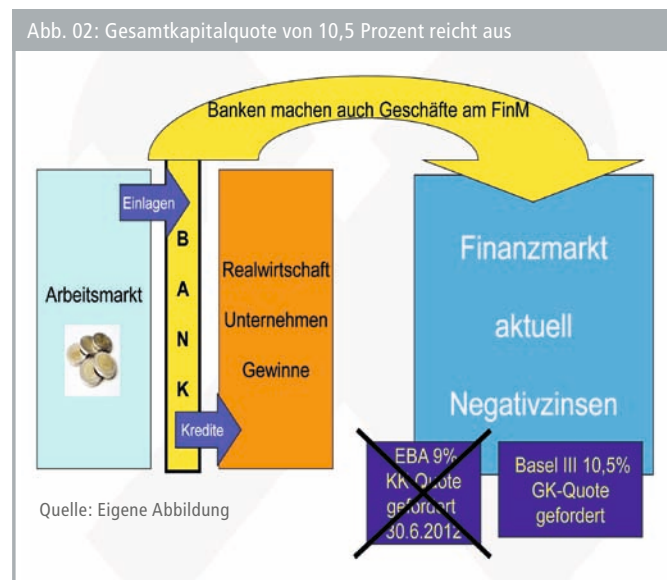 Abb. 02: Gesamtkapitalquote von 10,5 Prozent reicht aus
Banken machen auch Geschäfte am FinM
Einlagen
Arbeitsmarkt
B
A
N
K
Kredite
Realwirtschaft
Unternehmen
Gewinne
Finanzmarkt
aktuell
Negativzinsen
EBA 9%
KK-Quote
gefordert
30.6.2012
Basel III 10,5%
GK-Quote
gefordert
Quelle: Eigene Abbildung